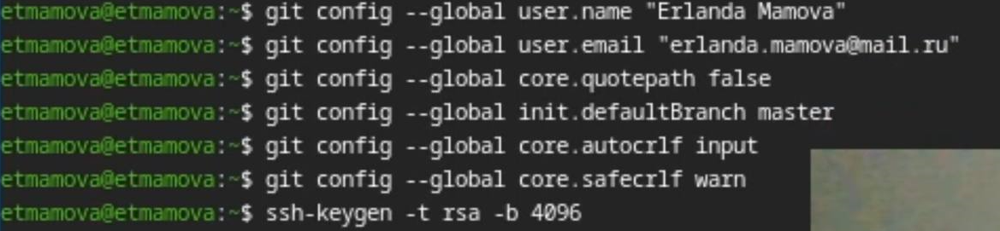 etmamova@etmamova:~$ git config --global user.name "Erlanda Mamova"
etmamova@etmamova:~$ git config --global user.email "erlanda.mamova@mail.ru"
etmamova@etmamova:~$ git config --global core.quotepath false
etmamova@etmamova:~$ git config --global init.defaultBranch master
etmamova@etmamova:~$ git config --global core.autocrlf input
etmamova@etmamova:~$ git config --global core.safecrlf warn
etmamova@etmamova:~$ ssh-keygen -t rsa -b 4096